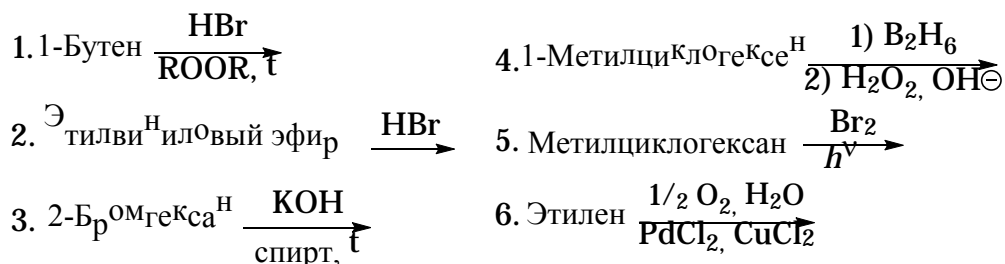 1. 1-Бутен HBr
ROOR, t
2. Этилвиниловый эфир HBr
3. 2-Бромгексан KOH
спирт, t
4. 1-Метилциклогексен 1) B2H6
2) H2O2, OH⊖
5. Метилциклогексан Br2
hν
6. Этилен 1/2 O2, H2O
PdCl2, CuCl2